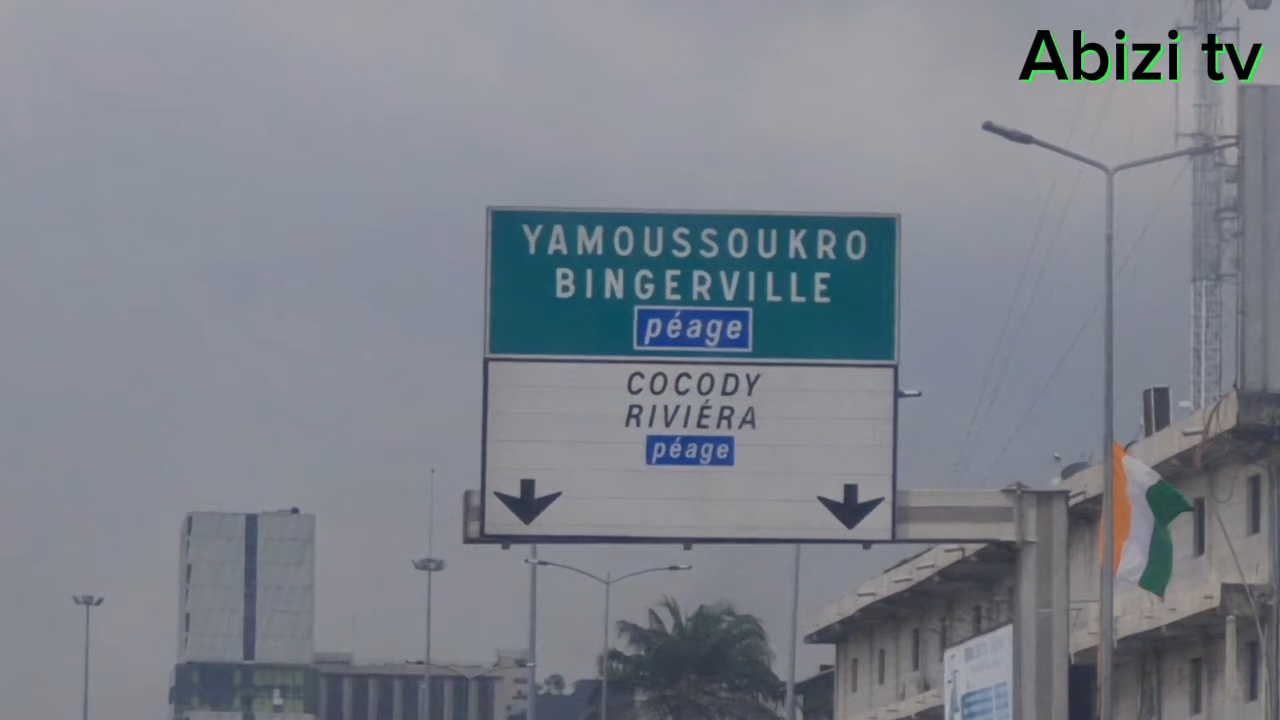 Abizi tv
YAMOUSSOUKRO
BINGERVILLE
péage
COCODY
RIVIÉRA
péage